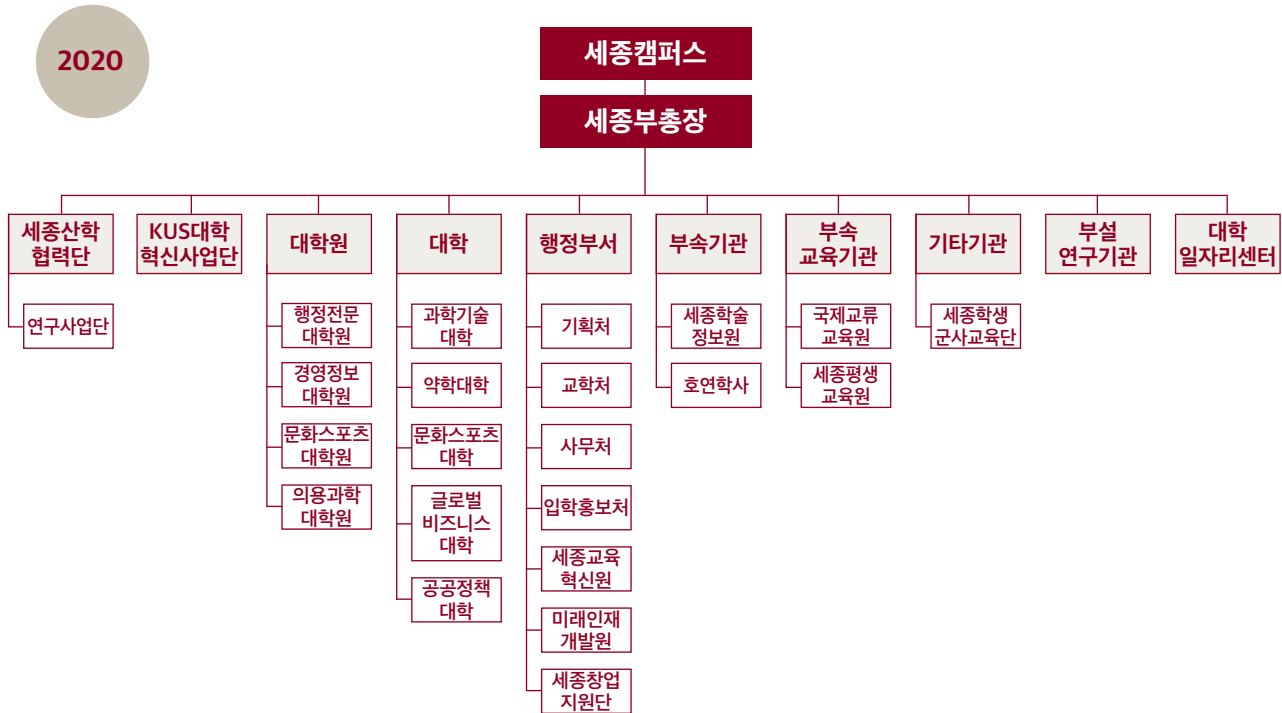 2020
세종캠퍼스
세종부총장
세종산학
협력단
연구사업단
KUS대학
혁신사업단
대학원
행정전문
대학원
경영정보
대학원
문화스포츠
대학원
의용과학
대학원
대학
과학기술
대학
약학대학
문화스포츠
대학
글로벌
비즈니스
대학
공공정책
대학
행정부서
기획처
교학처
사무처
입학홍보처
세종교육
혁신원
미래인재
개발원
세종창업
지원단
부속기관
세종학술
정보원
호연학사
부속
교육기관
국제교류
교육원
세종평생
교육원
기타기관
세종학생
군사교육단
부설
연구기관
대학
일자리센터